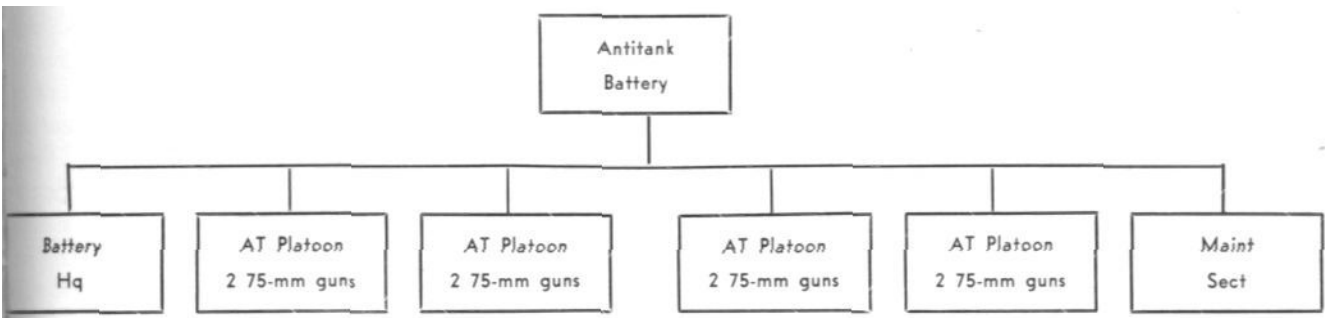 Antitank
Battery
Battery
Hq
AT Platoon
2 75-mm guns
AT Platoon
2 75-mm guns
AT Platoon
2 75-mm guns
AT Platoon
2 75-mm guns
Maint
Sect